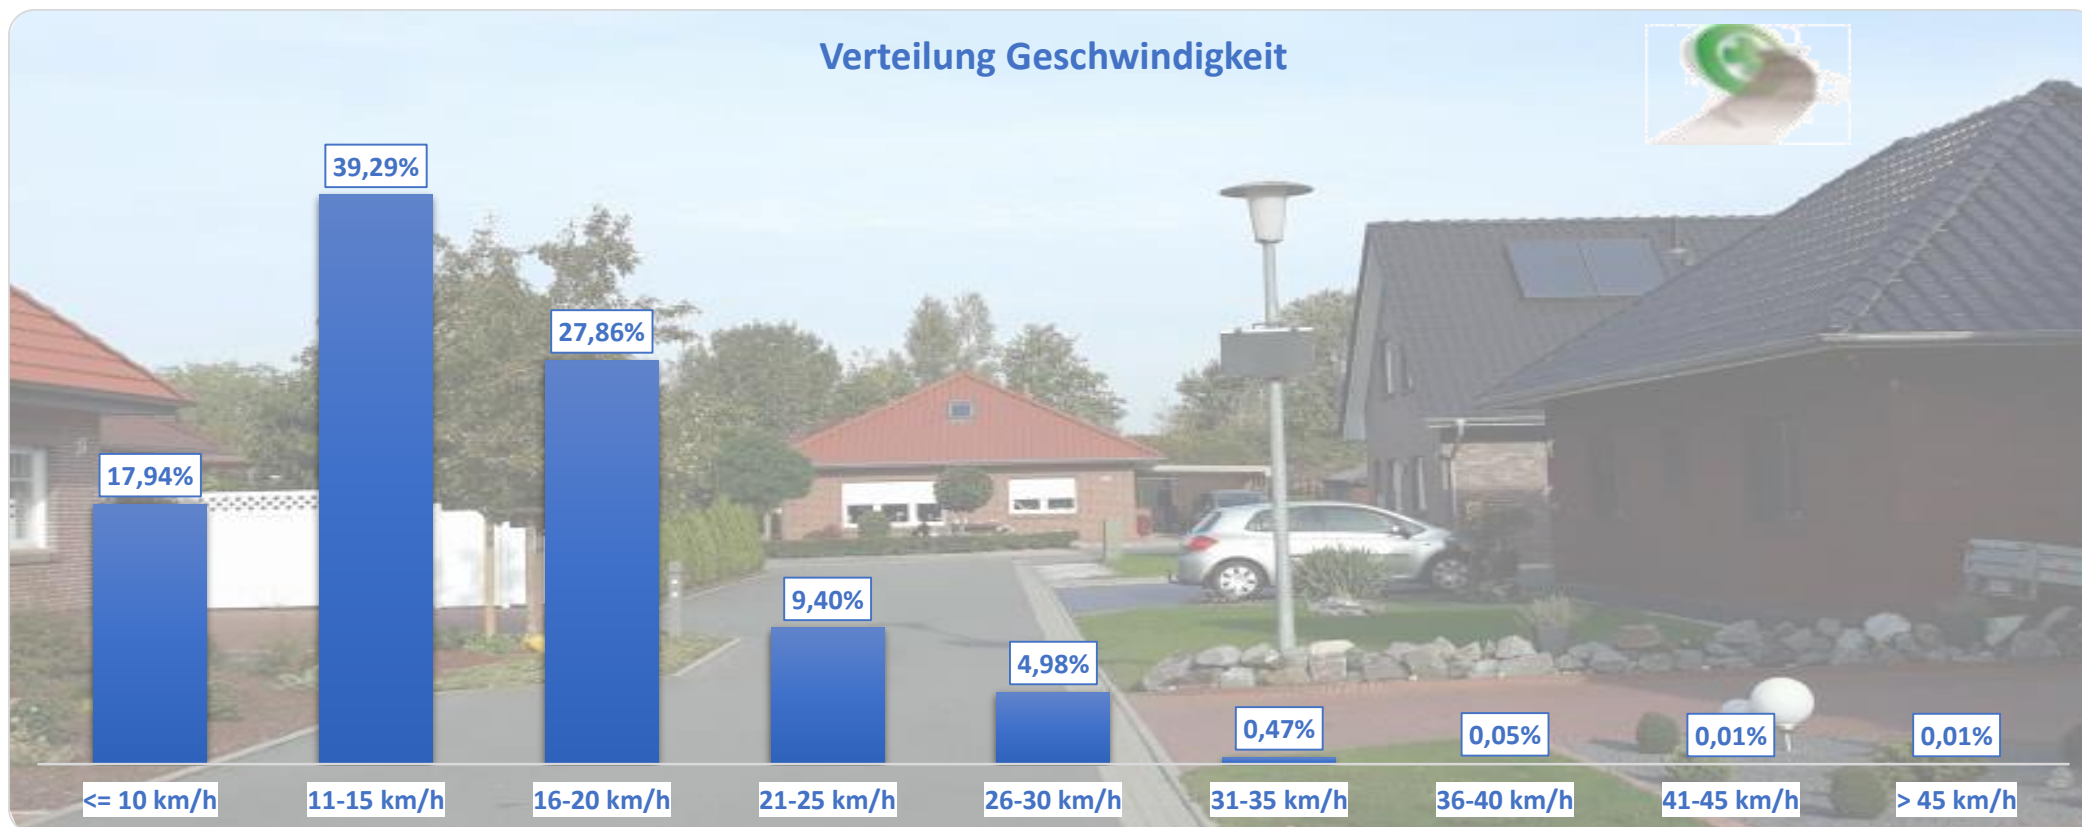 Verteilung Geschwindigkeit
39,29%
27,86%
17,94%
9,40%
4,98%
0,47%
0,05%
0,01%
0,01%
<= 10 km/h
11-15 km/h
16-20 km/h
21-25 km/h
26-30 km/h
31-35 km/h
36-40 km/h
41-45 km/h
> 45 km/h